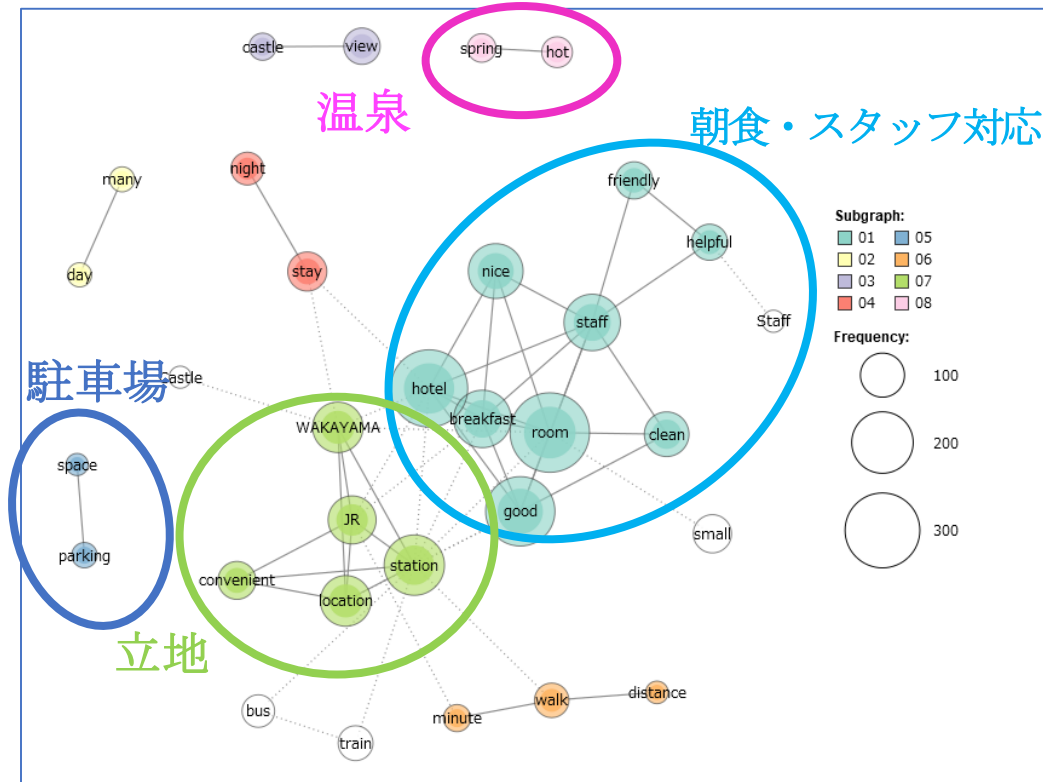 castle
view
spring
hot
温泉
朝食・スタッフ対応
many
night
friendly
day
stay
nice
helpful
Subgraph:
01 05
02 06
03 07
04 08
staff
Staff
Frequency:
100
200
300
駐車場
Castle
hotel
WAKAYAMA
breakfast
room
clean
space
JR
good
small
parking
convenient
station
location
立地
bus
train
minute
walk
distance